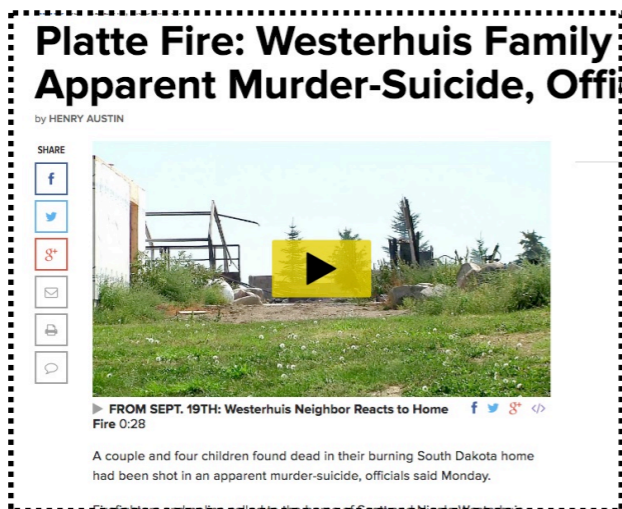 Platte Fire: Westerhuis Family
Apparent Murder-Suicide, Offi
by HENRY AUSTIN
SHARE
f
g+
FROM SEPT. 19TH: Westerhuis Neighbor Reacts to Home
Fire 0:28
f
g+
</>
A couple and four children found dead in their burning South Dakota home
had been shot in an apparent murder-suicide, officials said Monday.